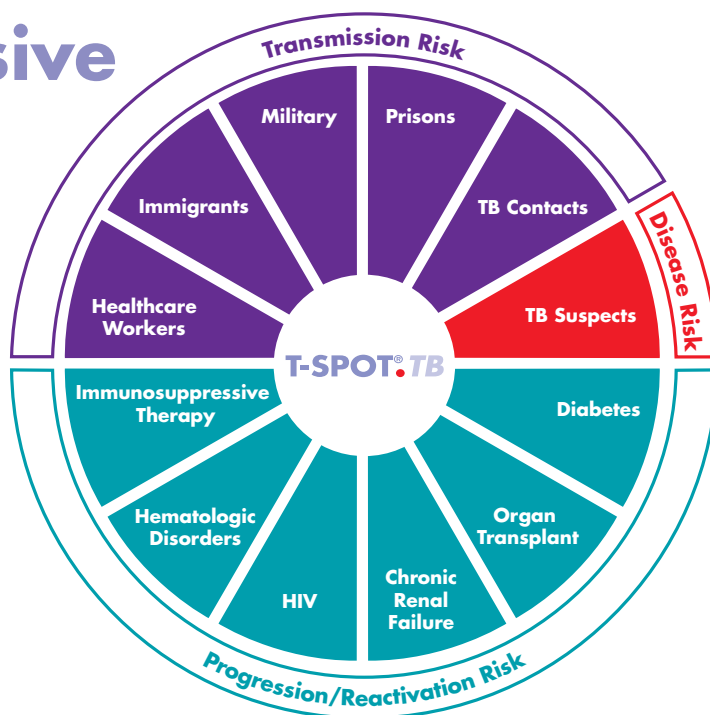 sive
Transmission Risk
Military
Prisons
Immigrants
TB Contacts
Healthcare
Workers
TB Suspects
Disease Risk
T-SPOT®.TB
Immunosuppressive
Therapy
Diabetes
Hematologic
Disorders
Organ
Transplant
HIV
Chronic
Renal
Failure
Progression/Reactivation Risk